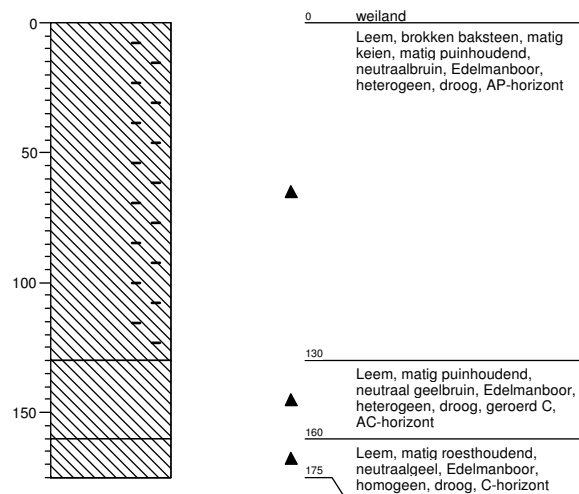 0
50
100
150
0
weiland
Leem, brokken baksteen, matig
keien, matig puinhoudend,
neutraalbruin, Edelmanboor,
heterogeen, droog, AP-horizont
130
Leem, matig puinhoudend,
neutraal geelbruin, Edelmanboor,
heterogeen, droog, geroerd C,
AC-horizont
160
Leem, matig roesthoudend,
neutraalgeel, Edelmanboor,
homogeen, droog, C-horizont
175